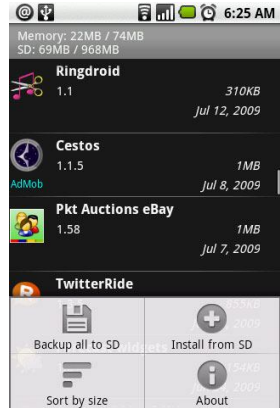 6:25 AM
Memory: 22MB / 74MB
SD: 69MB / 968MB
Ringdroid
1.1 310KB
Jul 12, 2009
Cestos
1.1.5 1MB
AdMob Jul 8, 2009
Pkt Auctions eBay
1.58 1MB
Jul 7, 2009
TwitterRide
Backup all to SD Install from SD
Sort by size About